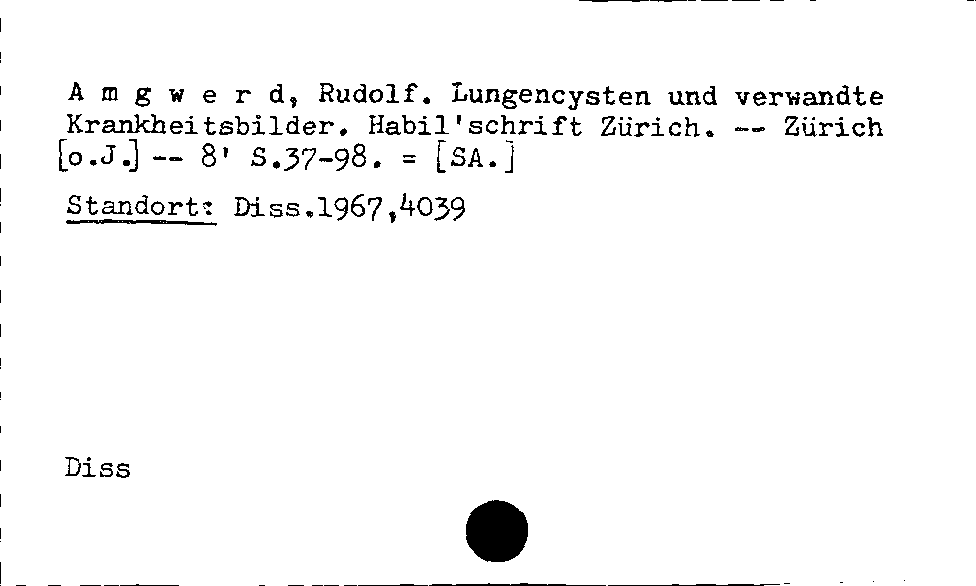 A m g w e r d, Rudolf. Lungencysten und verwandte
Krankheitsbilder. Habil'schrift Zürich. -- Zürich
[o.J.] -- 8' S.37-98. = [SA.]
Standort: Diss.1967,4039
Diss